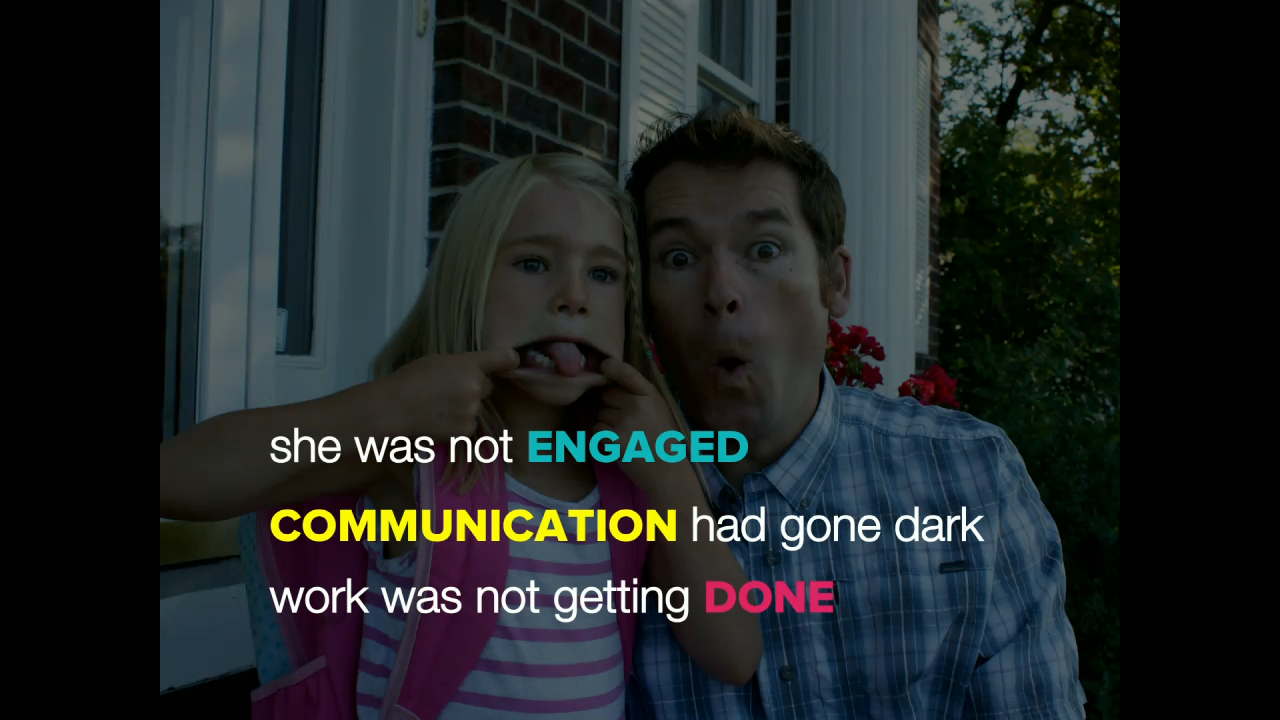 she was not ENGAGED
COMMUNICATION had gone dark
work was not getting DONE